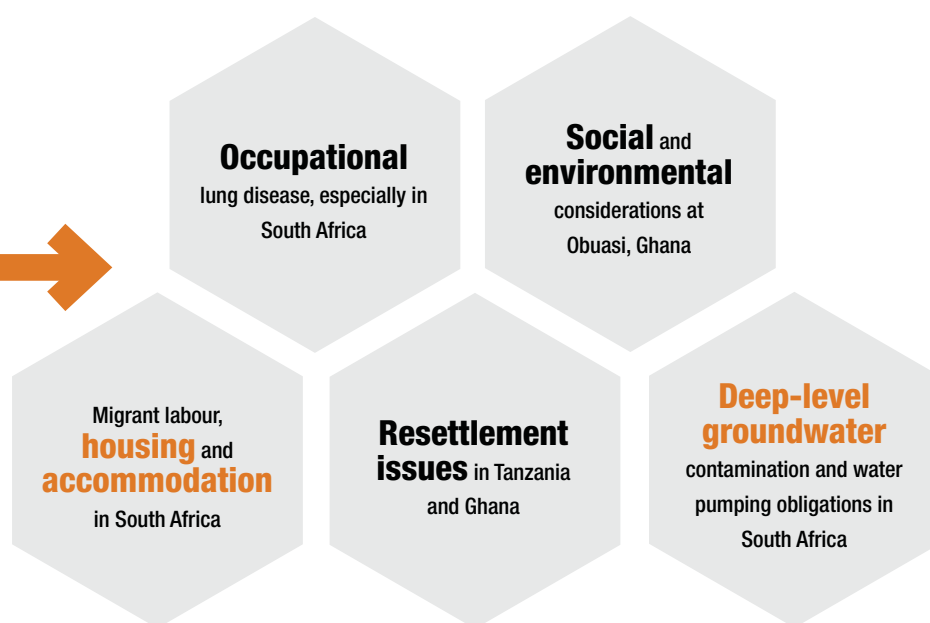 Occupational
lung disease, especially in
South Africa
Social and
environmental
considerations at
Obuasi, Ghana
Migrant labour,
housing and
accommodation
in South Africa
Resettlement
issues in Tanzania
and Ghana
Deep-level
groundwater
contamination and water
pumping obligations in
South Africa